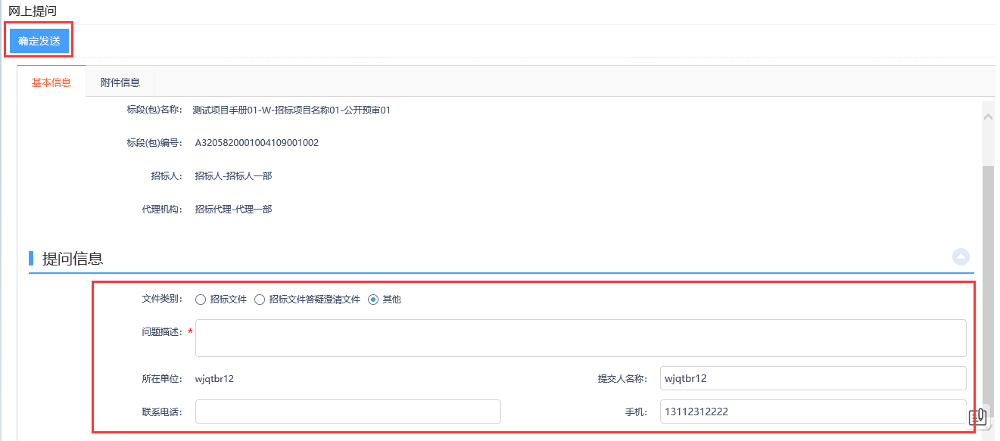 网上提问
确定发送
基本信息 附件信息
标段(包)名称: 测试项目手册01-W-招标项目名称01-公开预审01
标段(包)编号: A3205820001004109001002
招标人: 招标人-招标人一部
代理机构: 招标代理-代理一部
提问信息
文件类别: 招标文件 招标文件答疑澄清文件 其他
问题描述: *
所在单位: wjqtbr12 提交人名称: wjqtbr12
联系电话: 手机: 13112312222